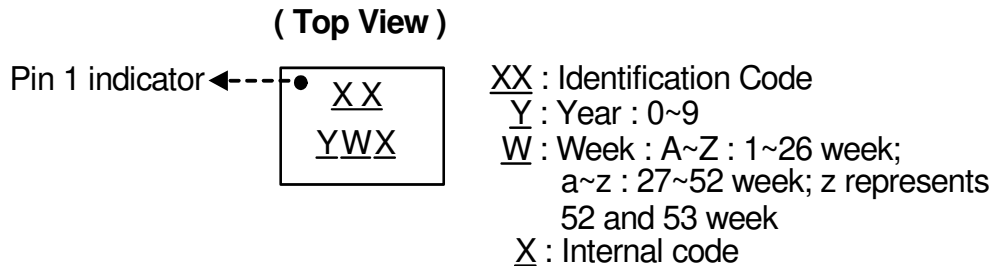 ( Top View )
Pin 1 indicator
X X
YWX
XX : Identification Code
Y : Year : 0~9
W : Week : A~Z : 1~26 week;
a~z : 27~52 week; z represents
52 and 53 week
X : Internal code